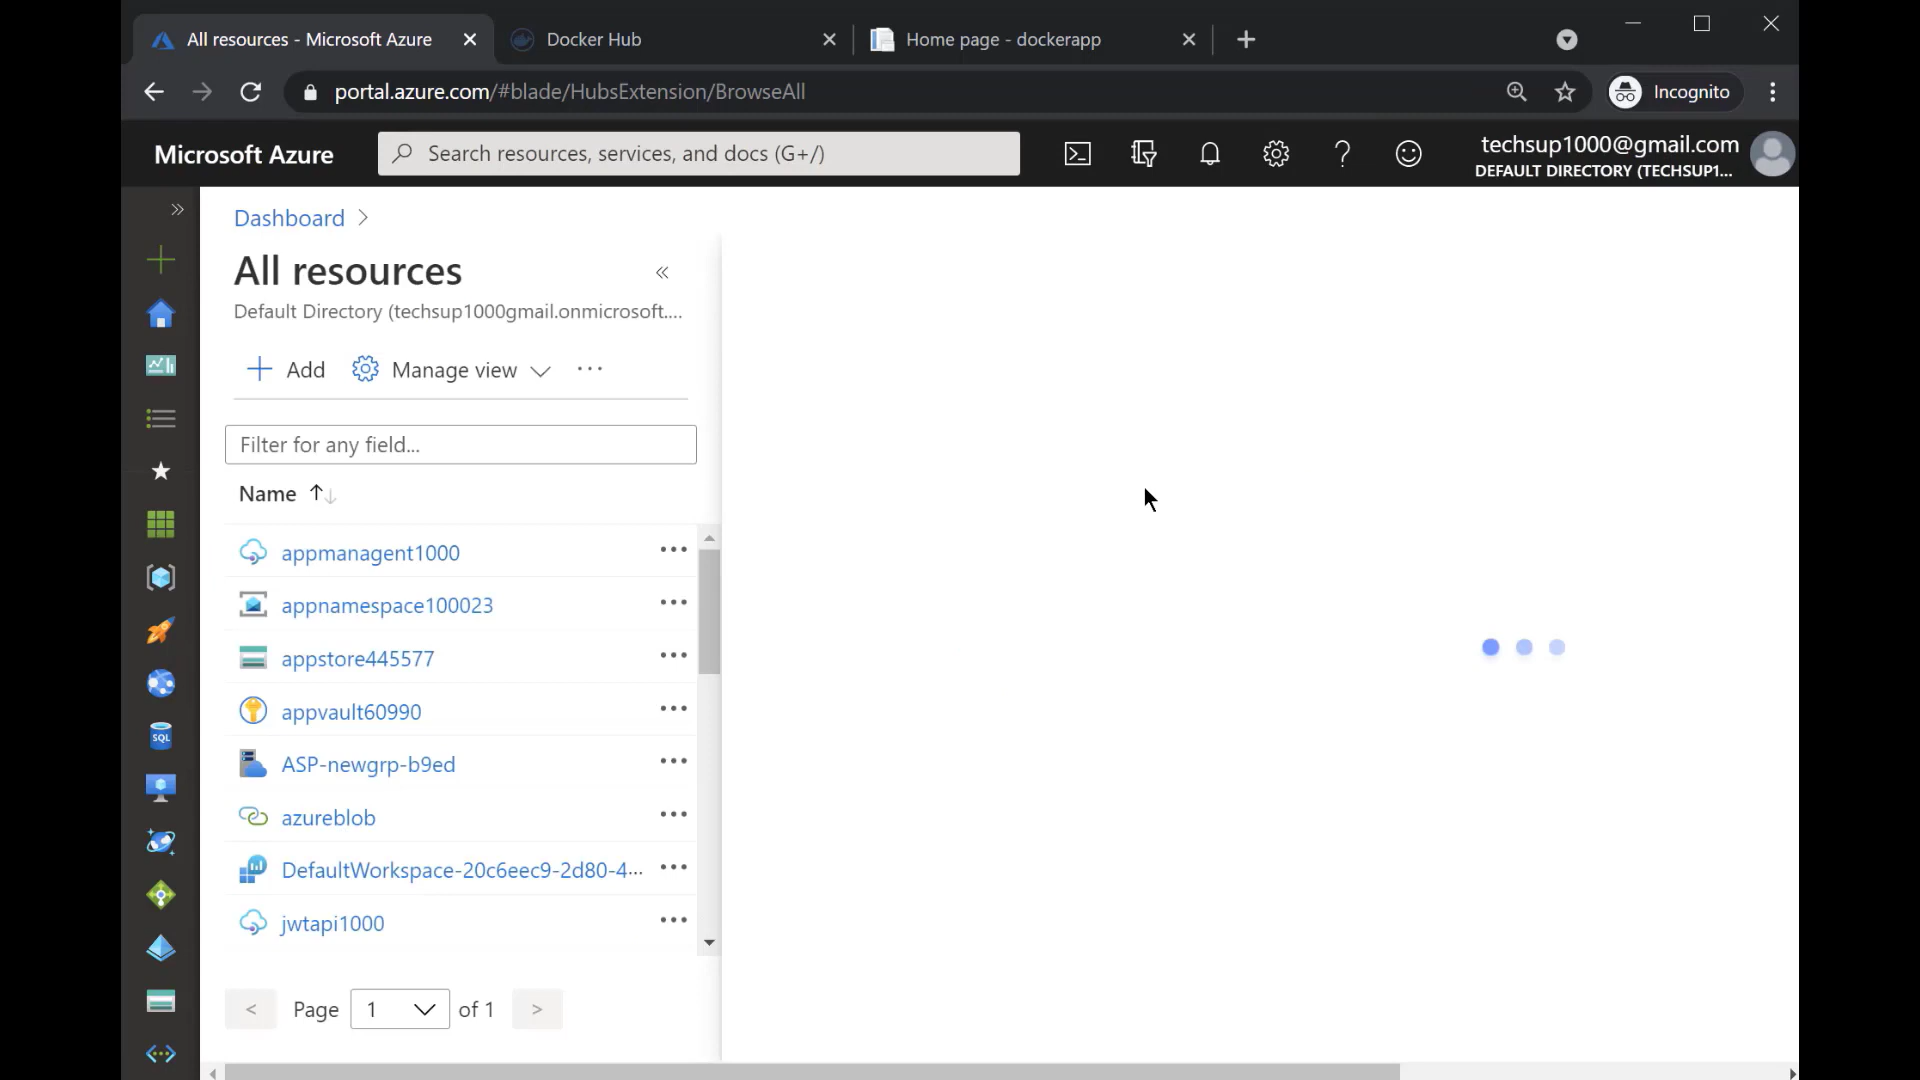 All resources - Microsoft Azure
Docker Hub
Home page - dockerapp
portal.azure.com/#blade/HubsExtension/BrowseAll
Incognito
Microsoft Azure
Search resources, services, and docs (G+/)
techsup1000@gmail.com
DEFAULT DIRECTORY (TECHSUP1...
Dashboard
All resources
Default Directory (techsup1000gmail.onmicrosoft....
Add
Manage view
Filter for any field...
Name
appmanagent1000
appnamespace100023
appstore445577
appvault60990
ASP-newgrp-b9ed
azureblob
DefaultWorkspace-20c6eec9-2d80-4...
jwtapi1000
< Page 1 of 1 >
SQL